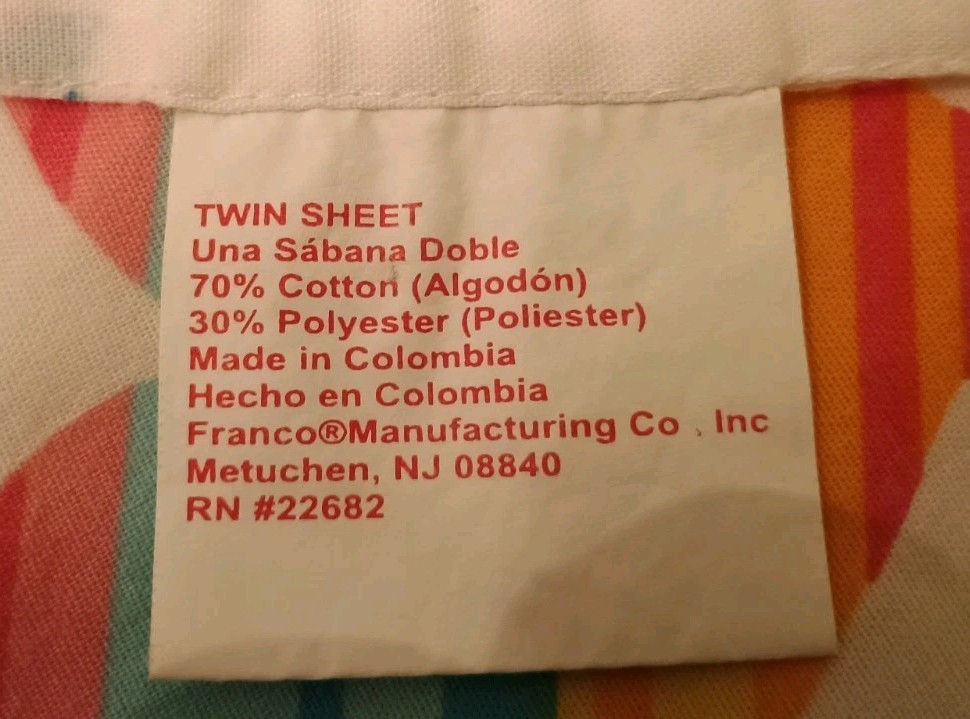 TWIN SHEET
Una Sábana Doble
70% Cotton (Algodón)
30% Polyester (Poliester)
Made in Colombia
Hecho en Colombia
Franco®Manufacturing Co , Inc
Metuchen, NJ 08840
RN #22682